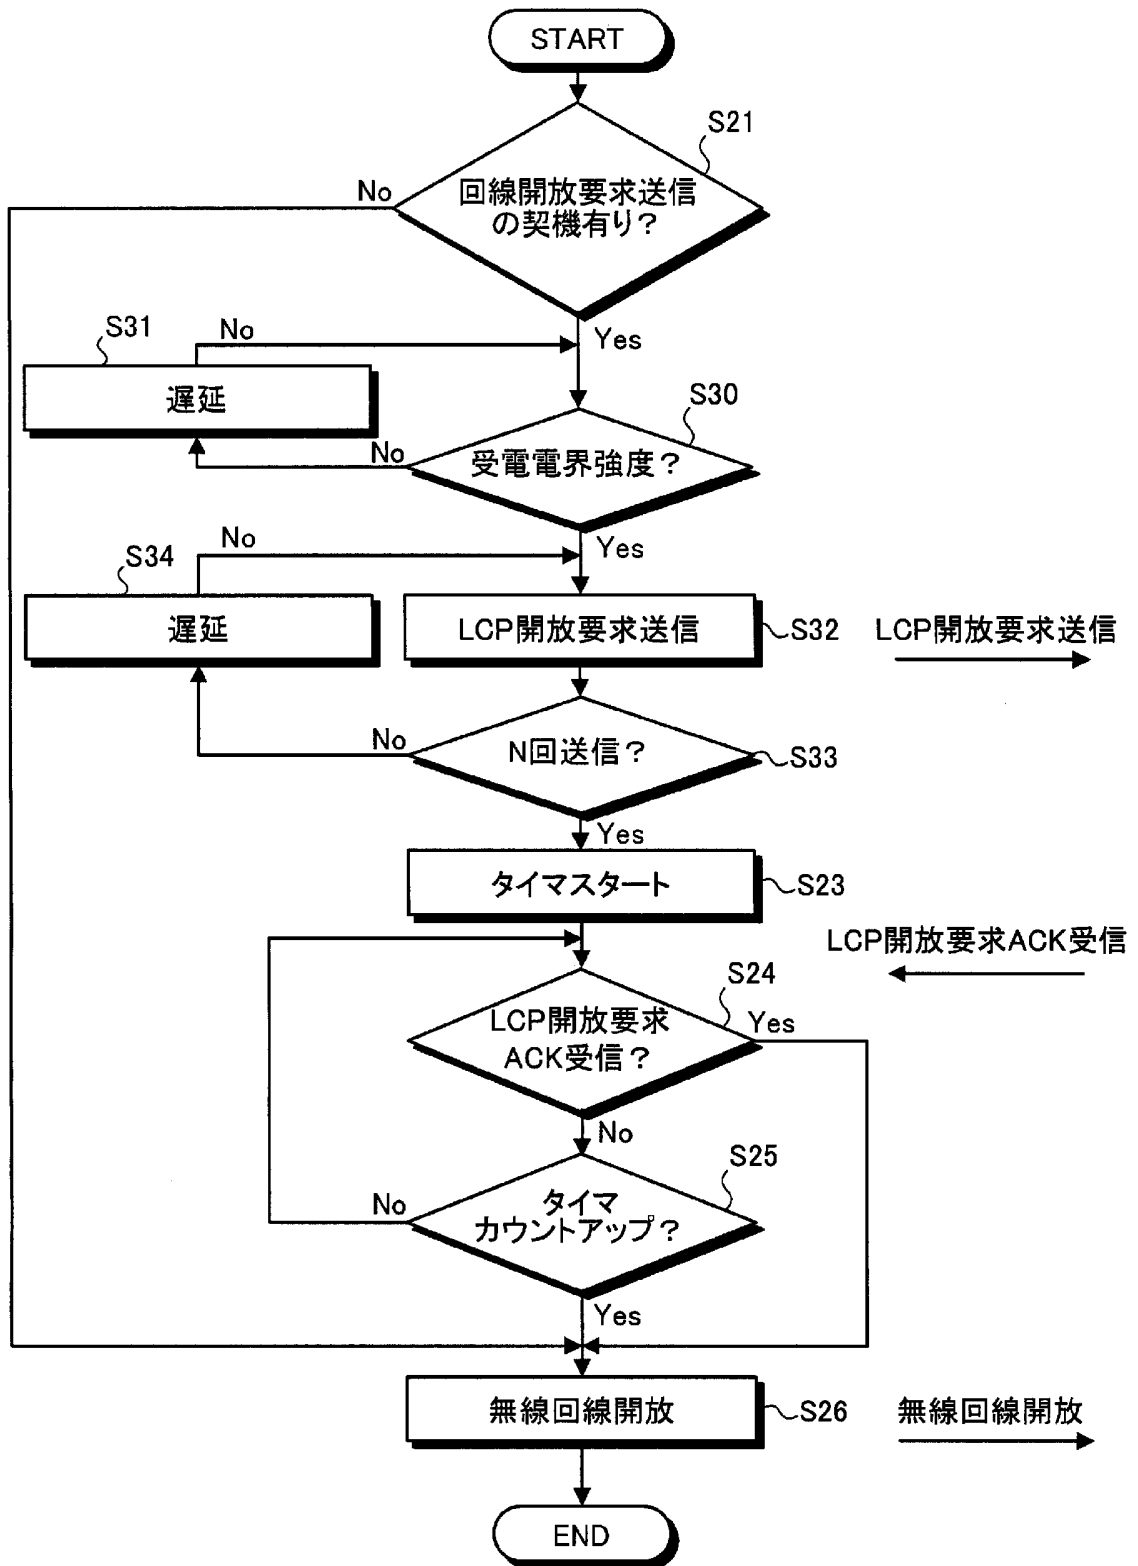 START
S21
No
回線開放要求送信
の契機有り?
S31
No
Yes
遅延
S30
No
受電電界強度?
S34
No
Yes
遅延
LCP開放要求送信
S32
LCP開放要求送信
No
N回送信?
S33
Yes
タイマスタート
S23
LCP開放要求ACK受信
S24
LCP開放要求
ACK受信?
Yes
No
S25
No
タイマ
カウントアップ?
Yes
無線回線開放
S26
無線回線開放
END